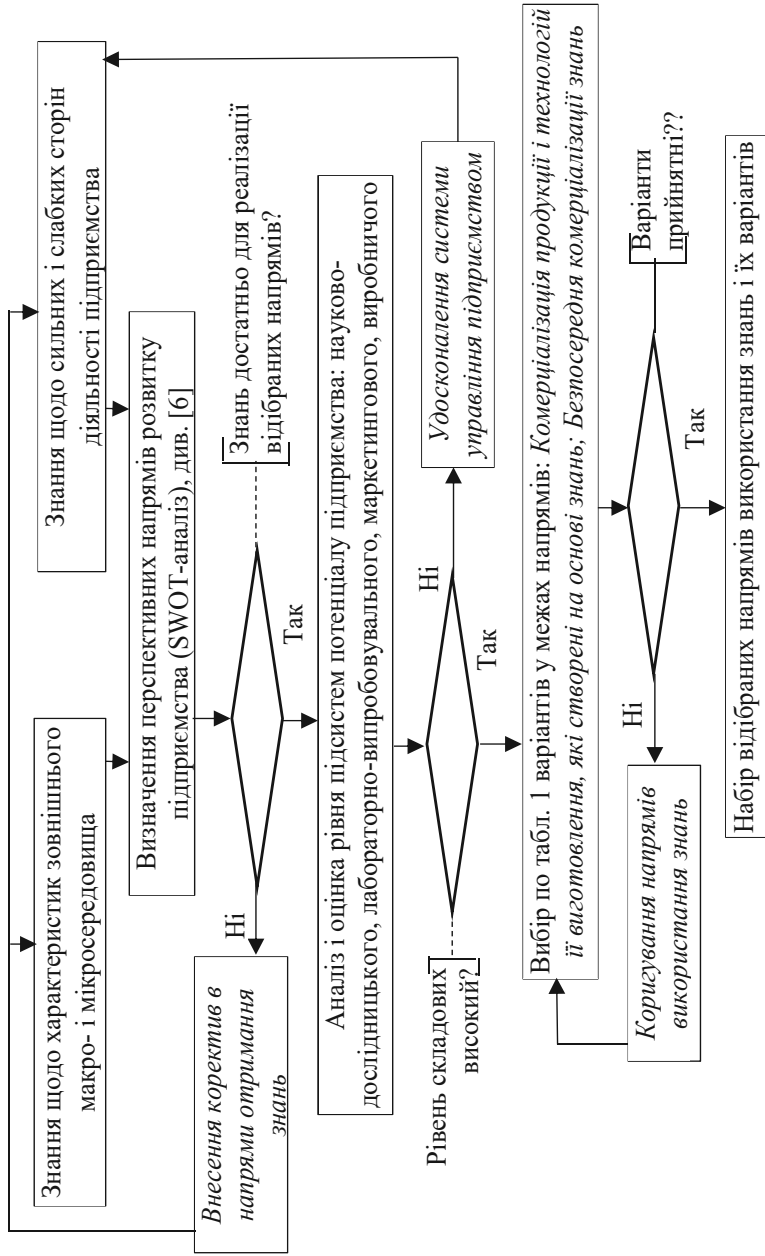 Знання щодо характеристик зовнішнього
макро- і мікросередовища
Знання щодо сильних і слабких сторін
діяльності підприємства
Визначення перспективних напрямів розвитку
підприємства (SWOT-аналіз), див. [6]
Знань достатньо для реалізації
відібраних напрямів?
Ні
Так
Внесення коректив в
напрями отримання
знань
Аналіз і оцінка рівня підсистем потенціалу підприємства: науково-
дослідницького, лабораторно-випробовувального, маркетингового, виробничого
Рівень складових
високий?
Ні
Так
Удосконалення системи
управління підприємством
Вибір по табл. 1 варіантів у межах напрямів: Комерціалізація продукції і технологій
її виготовлення, які створені на основі знань; Безпосередня комерціалізації знань
Варіанти
прийнятні??
Ні
Так
Коригування напрямів
використання знань
Набір відібраних напрямів використання знань і їх варіантів